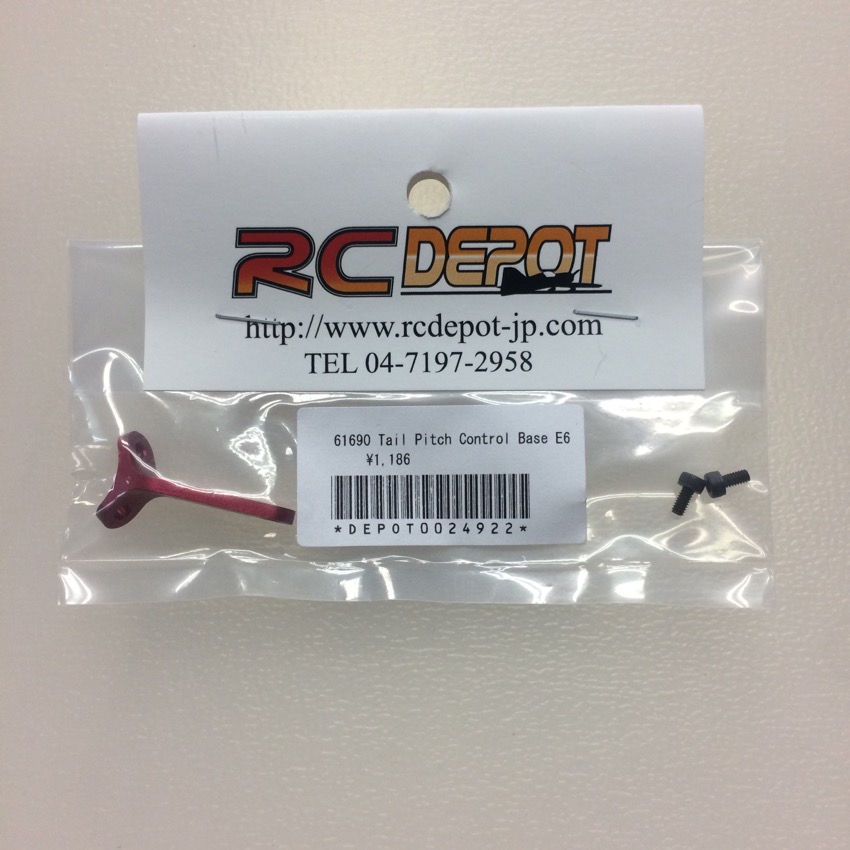 RC DEPOT
http://www.rcdepot-jp.com
TEL 04-7197-2958
61690 Tail Pitch Control Base E6
¥1,186
*DEPOT0024922*